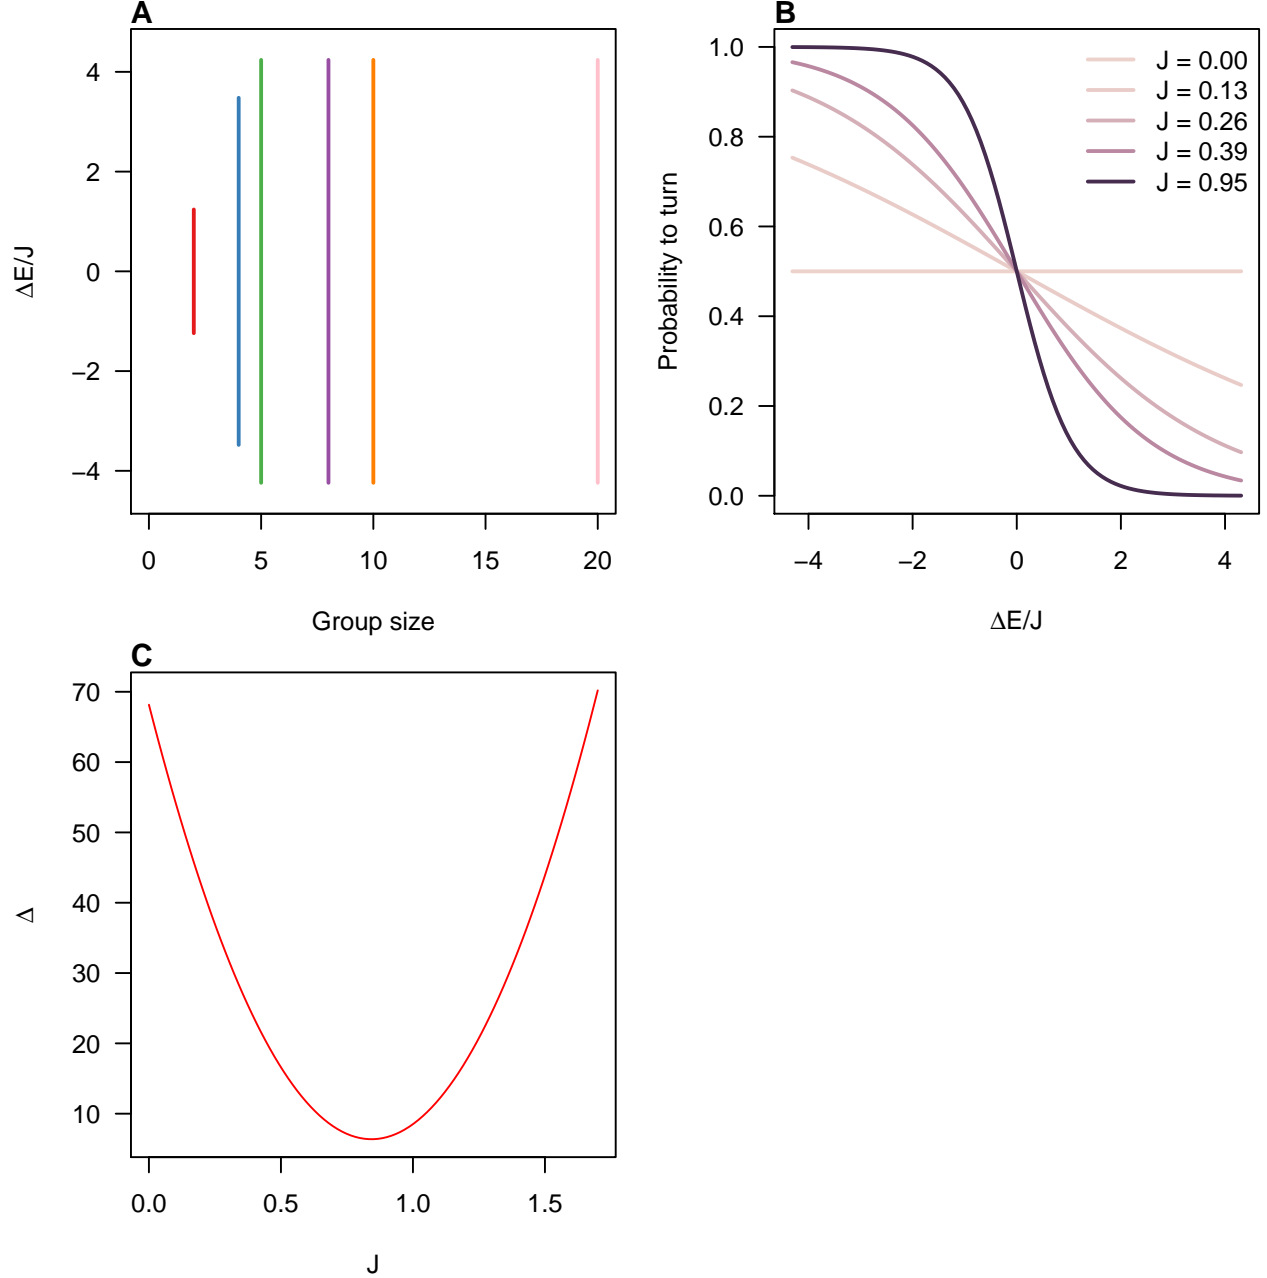 A
ΔE/J
4
2
0
−2
−4
0 5 10 15 20
Group size
B
Probability to turn
1.0
0.8
0.6
0.4
0.2
0.0
J = 0.00
J = 0.13
J = 0.26
J = 0.39
J = 0.95
−4 −2 0 2 4
ΔE/J
C
Δ
70
60
50
40
30
20
10
0.0 0.5 1.0 1.5
J